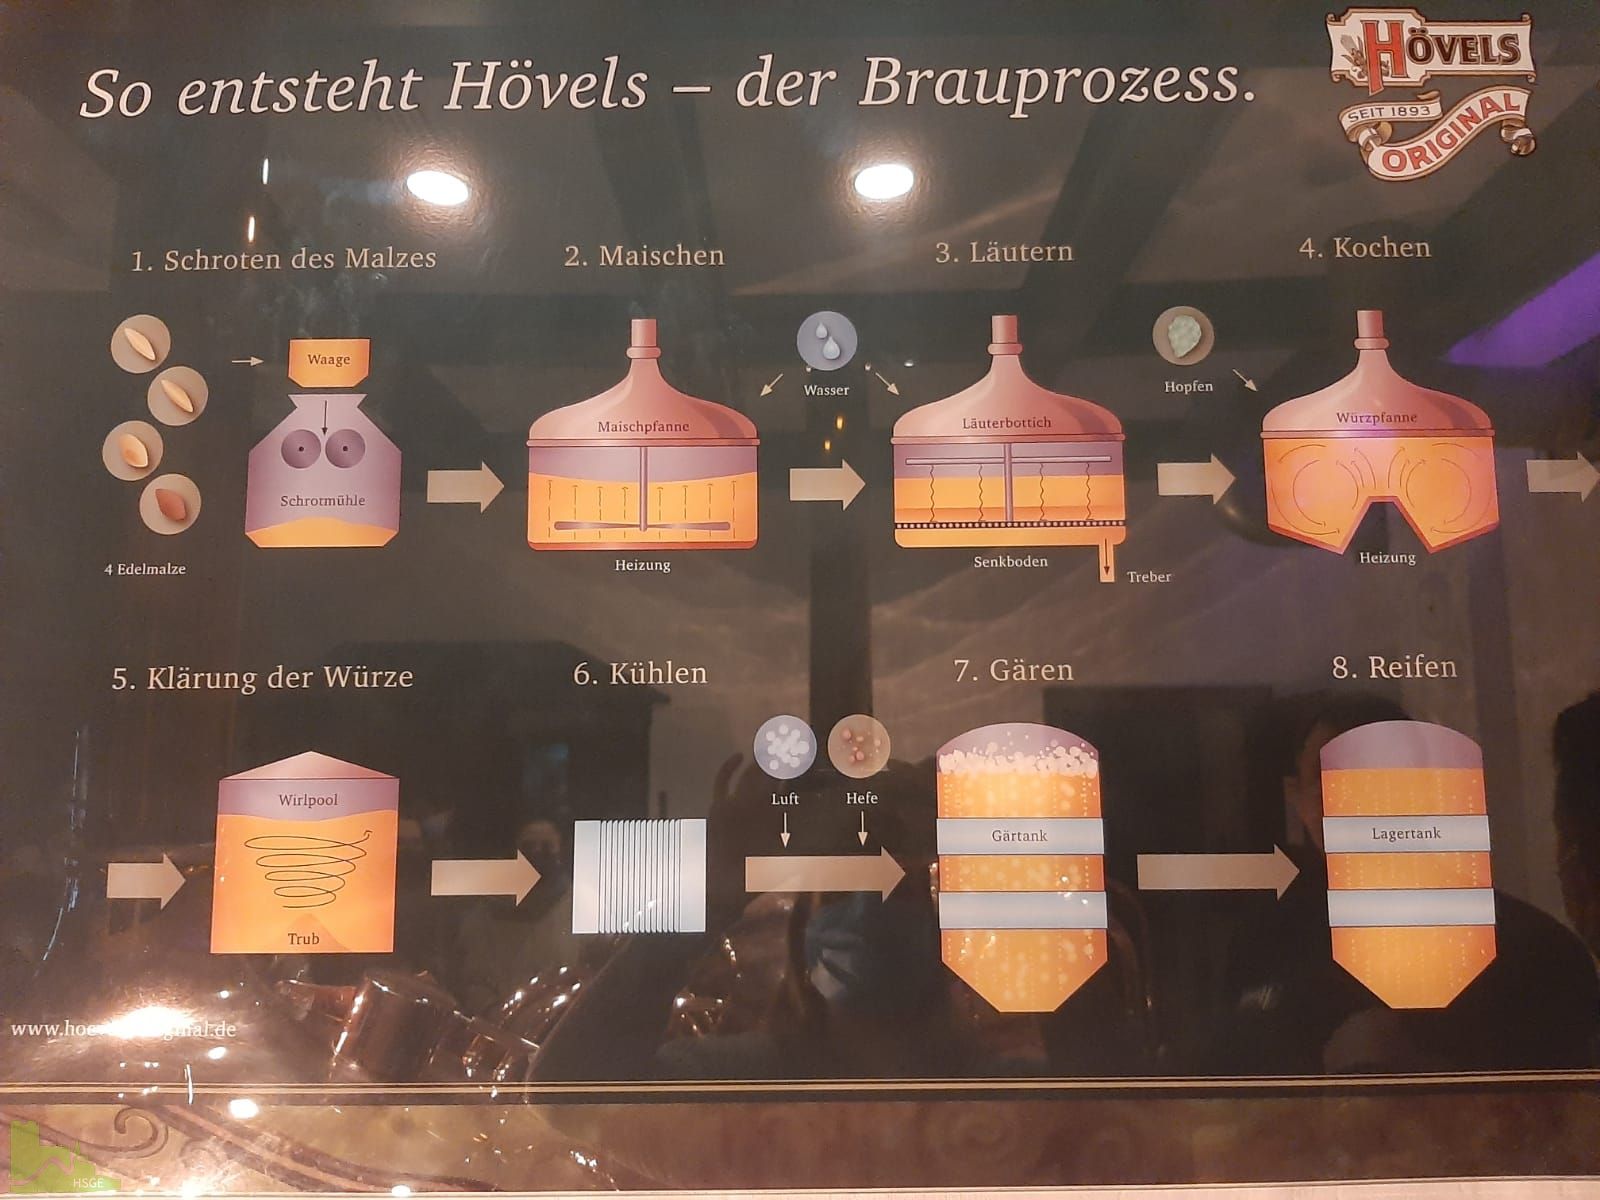 So entsteht Hövels – der Brauprozess.
HÖVELS
SEIT 1893
ORIGINAL
1. Schroten des Malzes
2. Maischen
3. Läutern
4. Kochen
Waage
Schrotmühle
4 Edelmalze
Maischpfanne
Heizung
Wasser
Läuterbottich
Senkboden
Treber
Hopfen
Würzpfanne
Heizung
5. Klärung der Würze
6. Kühlen
7. Gären
8. Reifen
Wirlpool
Trub
Luft
Hefe
Gärtank
Lagertank
HSGE